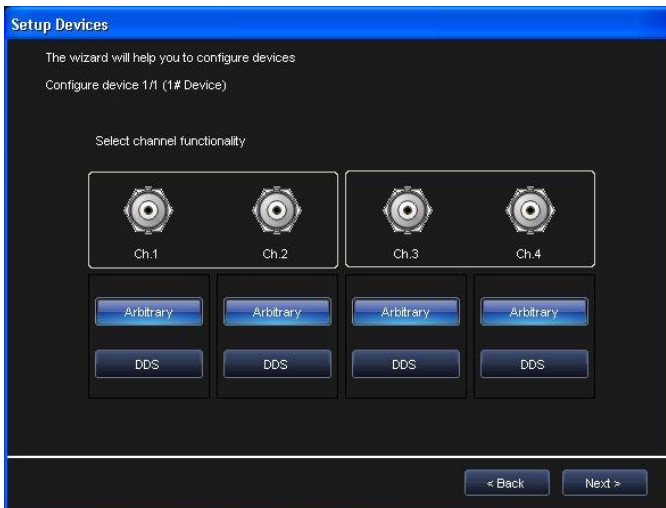 Setup Devices
The wizard will help you to configure devices
Configure device 1/1 (1# Device)
Select channel functionality
Ch.1 Ch.2 Ch.3 Ch.4
Arbitrary Arbitrary Arbitrary Arbitrary
DDS DDS DDS DDS
< Back Next >